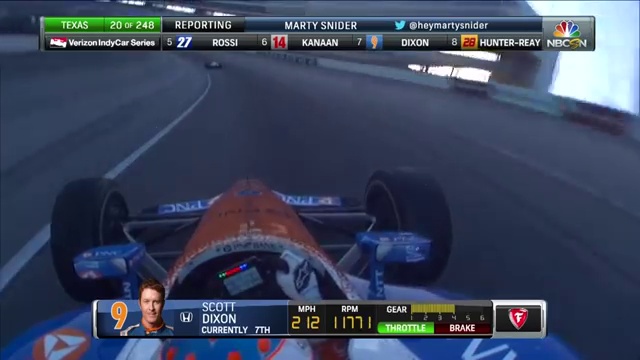 TEXAS 20 OF 248 REPORTING MARTY SNIDER @heymartysnider
Verizon IndyCar Series 5 27 ROSSI 6 14 KANAAN 7 9 DIXON 8 28 HUNTER-REAY
NBCSN
PNC
9 SCOTT DIXON
CURRENTLY 7TH
MPH RPM GEAR
212 11771 1 2 3 4 5 6
THROTTLE BRAKE